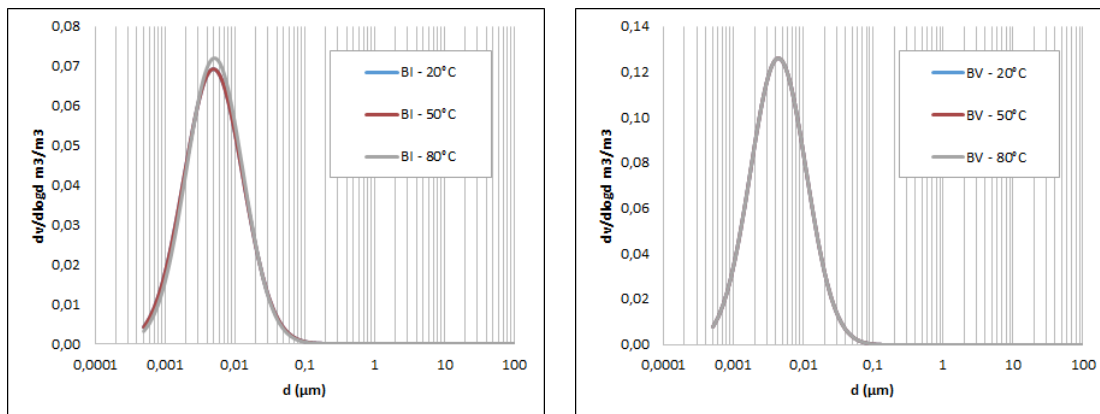 0,08
0,07
0,06
0,05
0,04
0,03
0,02
0,01
0,00
dv/dlogd m3/m3
BI - 20°C
BI - 50°C
BI - 80°C
0,0001 0,001 0,01 0,1 1 10 100
d (µm)
0,14
0,12
0,10
0,08
0,06
0,04
0,02
0,00
dv/dlogd m3/m3
BV - 20°C
BV - 50°C
BV - 80°C
0,0001 0,001 0,01 0,1 1 10 100
d (µm)